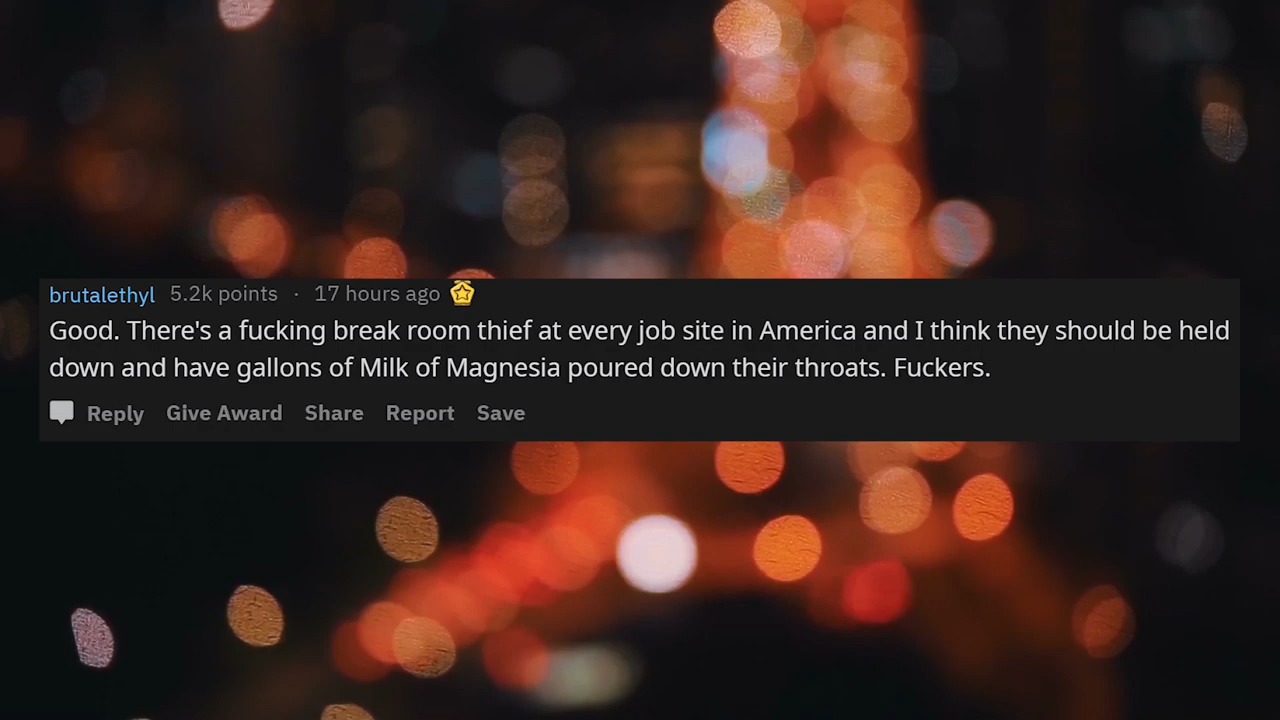 brutalethyl 5.2k points · 17 hours ago
Good. There's a fucking break room thief at every job site in America and I think they should be held
down and have gallons of Milk of Magnesia poured down their throats. Fuckers.
Reply Give Award Share Report Save